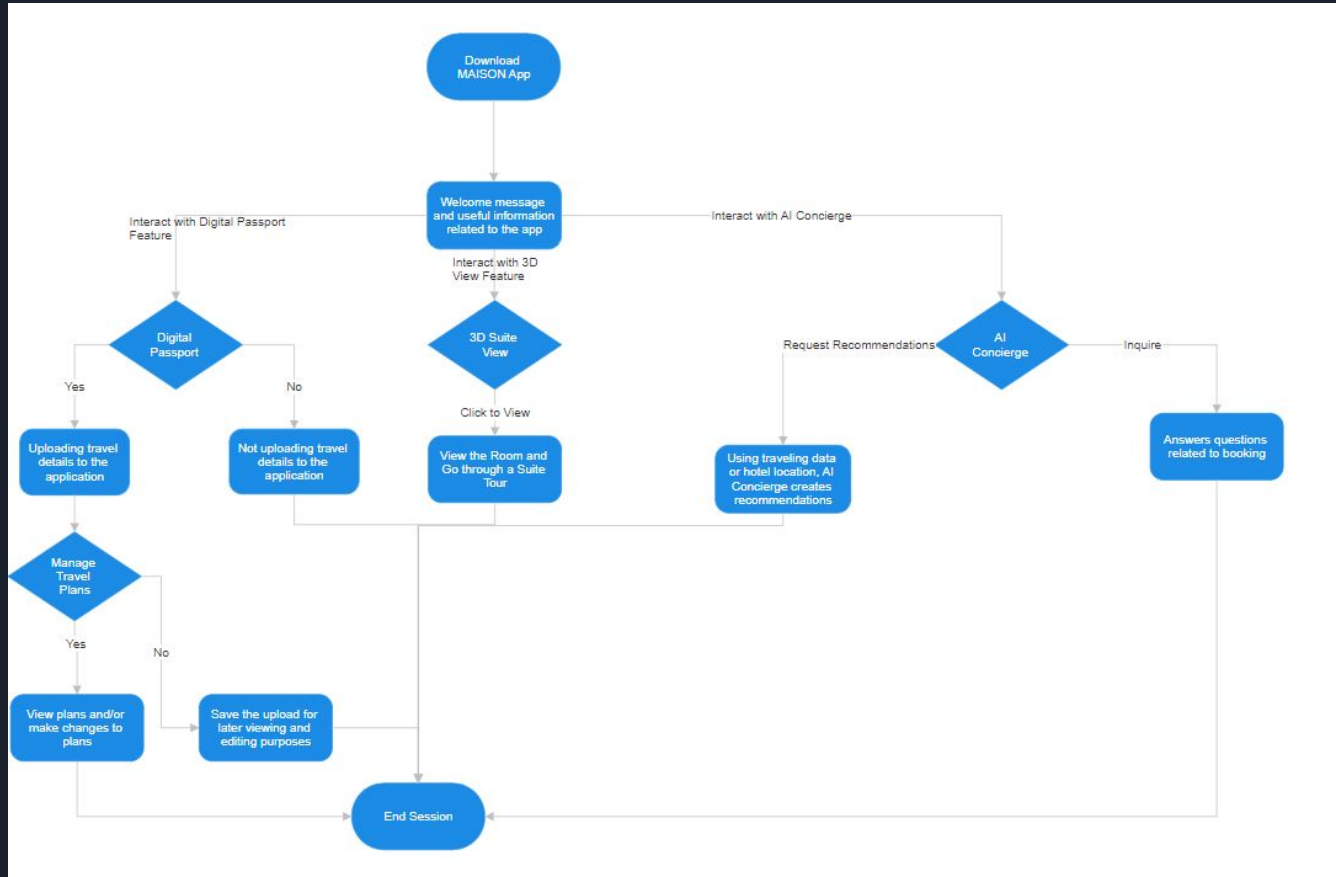 Download
MAISON App
Welcome message
and useful information
related to the app
Interact with Digital Passport
Feature
Interact with AI Concierge
Interact with 3D
View Feature
Digital
Passport
3D Suite
View
AI
Concierge
Request Recommendations
Inquire
Yes
No
Click to View
Uploading travel
details to the
application
Not uploading travel
details to the
application
View the Room and
Go through a Suite
Tour
Using traveling data
or hotel location, AI
Concierge creates
recommendations
Answers questions
related to booking
Manage
Travel
Plans
Yes
No
View plans and/or
make changes to
plans
Save the upload for
later viewing and
editing purposes
End Session